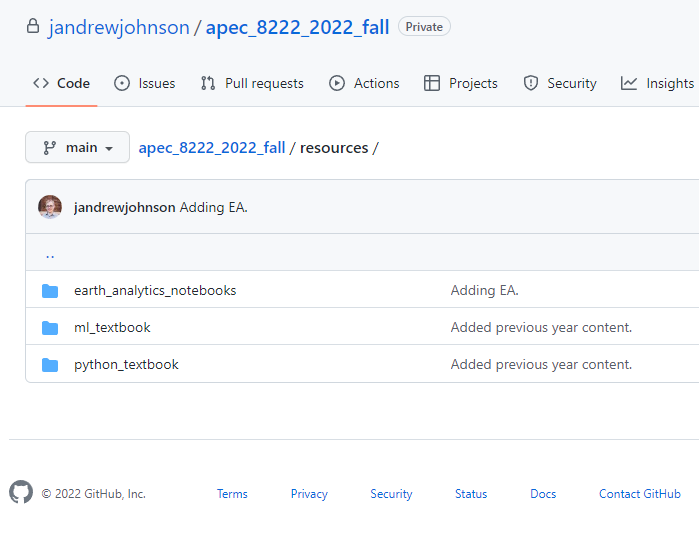 jandrewjohnson / apec_8222_2022_fall Private
Code Issues Pull requests Actions Projects Security Insights
main apec_8222_2022_fall / resources /
jandrewjohnson Adding EA.
..
earth_analytics_notebooks Adding EA.
ml_textbook Added previous year content.
python_textbook Added previous year content.
© 2022 GitHub, Inc. Terms Privacy Security Status Docs Contact GitHub